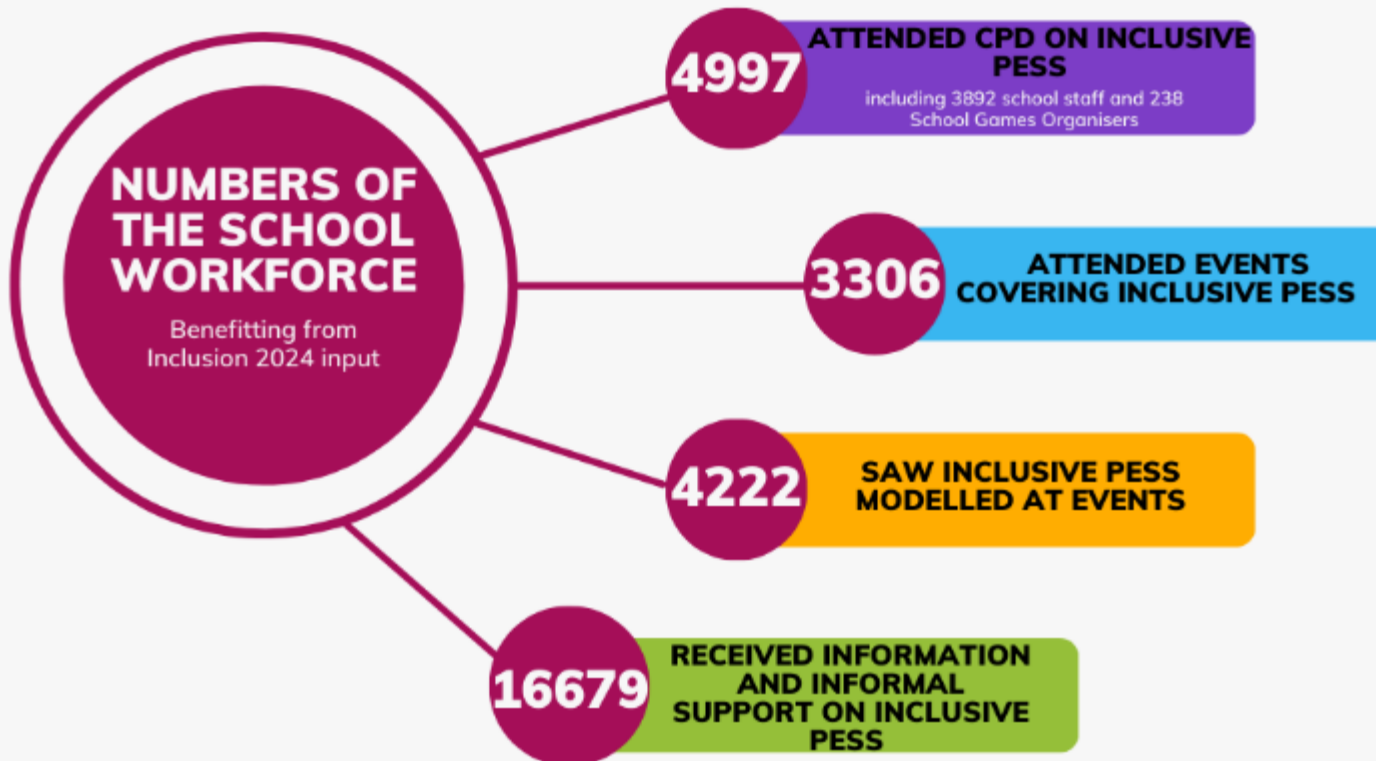 NUMBERS OF
THE SCHOOL
WORKFORCE
Benefitting from
Inclusion 2024 input
4997
ATTENDED CPD ON INCLUSIVE
PESS
including 3892 school staff and 238
School Games Organisers
3306
ATTENDED EVENTS
COVERING INCLUSIVE PESS
4222
SAW INCLUSIVE PESS
MODELLED AT EVENTS
16679
RECEIVED INFORMATION
AND INFORMAL
SUPPORT ON INCLUSIVE
PESS